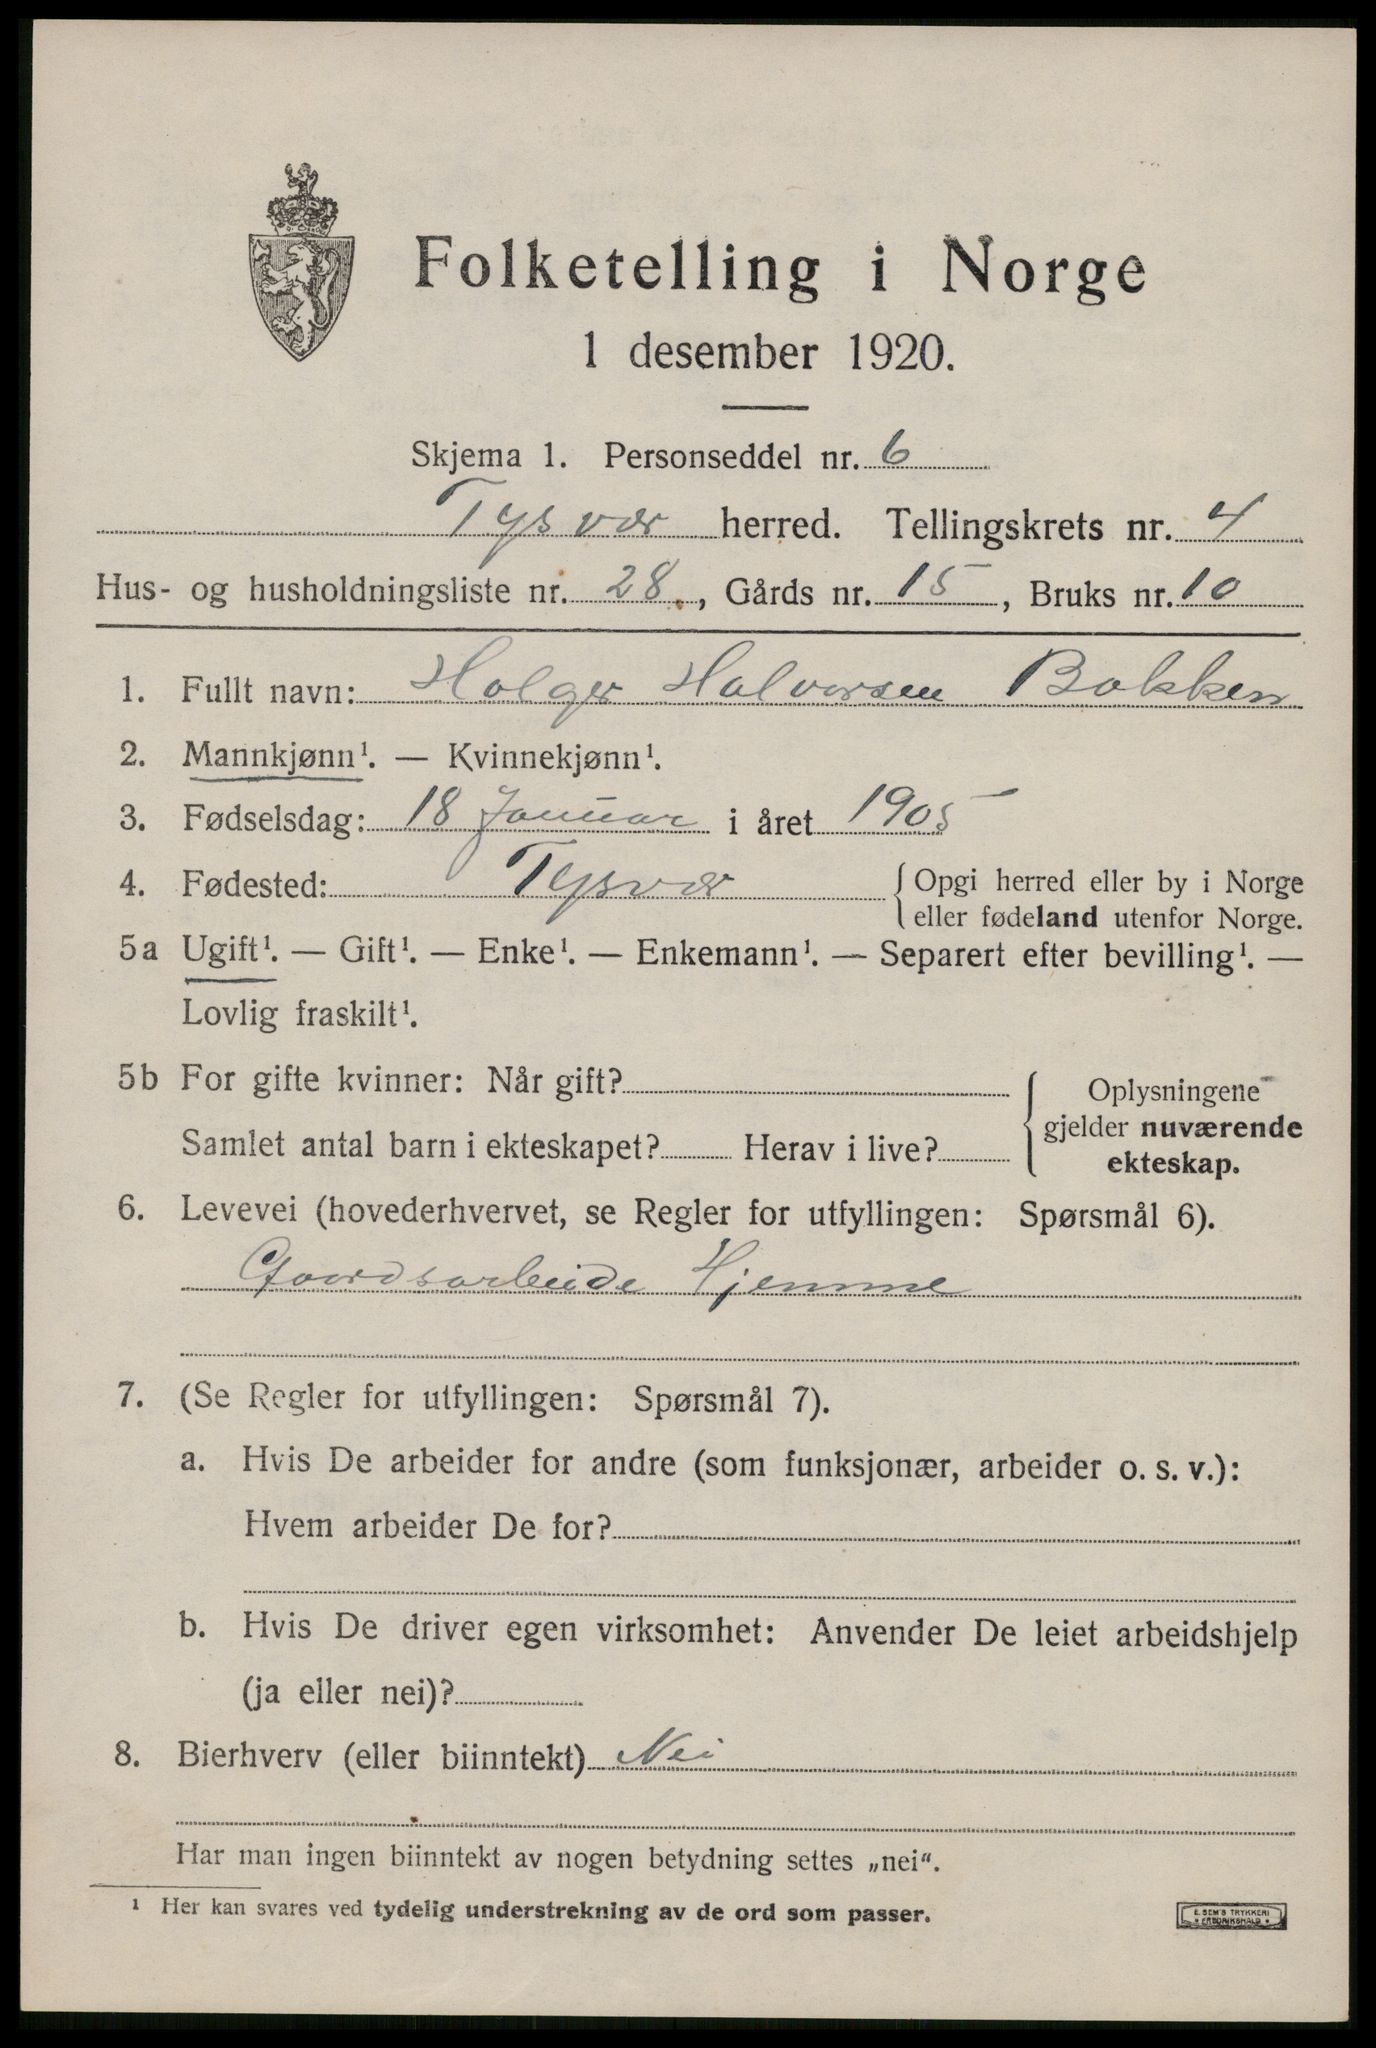 Folketelling i Norge
1 desember 1920.
Skjema 1. Personseddel nr. 6
Tysvær herred. Tellingskrets nr. 4
Hus- og husholdningsliste nr. 28, Gårds nr. 15, Bruks nr. 10
1. Fullt navn: Holger Halvorsen Bakken
2. Mannkjønn¹. — Kvinnekjønn¹.
3. Fødselsdag: 18 Januar i året 1905
4. Fødested: Tysvær
Opgi herred eller by i Norge
eller fødeland utenfor Norge.
5a Ugift¹. — Gift¹. — Enke¹. — Enkemann¹. — Separert efter bevilling¹. —
Lovlig fraskilt¹.
5b For gifte kvinner: Når gift?
Samlet antal barn i ekteskapet? Herav i live?
Oplysningene
gjelder nuværende
ekteskap.
6. Levevei (hovederhvervet, se Regler for utfyllingen: Spørsmål 6).
Gaardsarbeide Hjemme
7. (Se Regler for utfyllingen: Spørsmål 7).
a. Hvis De arbeider for andre (som funksjonær, arbeider o. s. v.):
Hvem arbeider De for?
b. Hvis De driver egen virksomhet: Anvender De leiet arbeidshjelp
(ja eller nei)?
8. Bierhverv (eller biinntekt) Nei
Har man ingen biinntekt av nogen betydning settes „nei“.
¹ Her kan svares ved tydelig understrekning av de ord som passer.
E. SEM'S TRYKKERI
FREDRIKSHALD